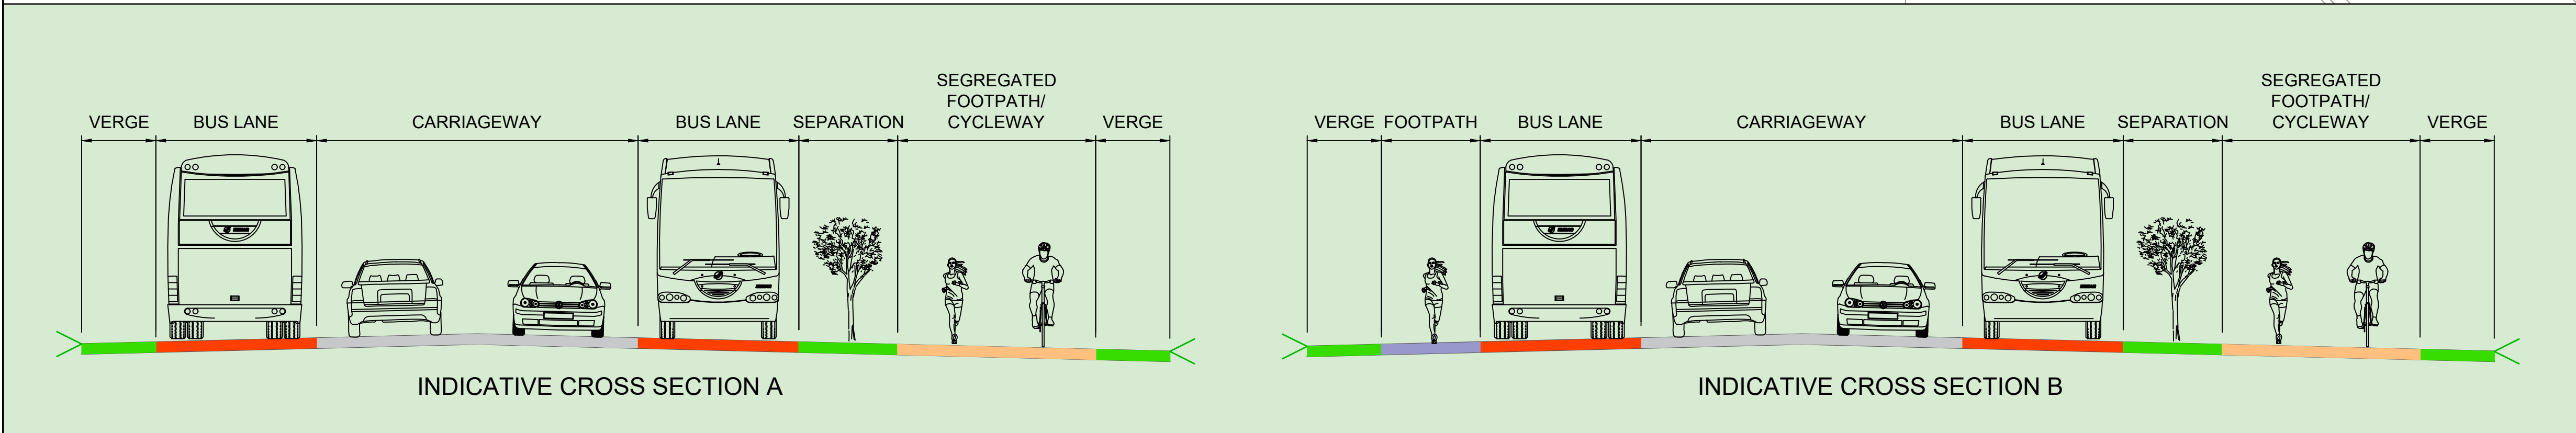 SEGREGATED
FOOTPATH/
VERGE BUS LANE CARRIAGEWAY BUS LANE SEPARATION CYCLEWAY VERGE
INDICATIVE CROSS SECTION A
SEGREGATED
FOOTPATH/
VERGE FOOTPATH BUS LANE CARRIAGEWAY BUS LANE SEPARATION CYCLEWAY VERGE
INDICATIVE CROSS SECTION B